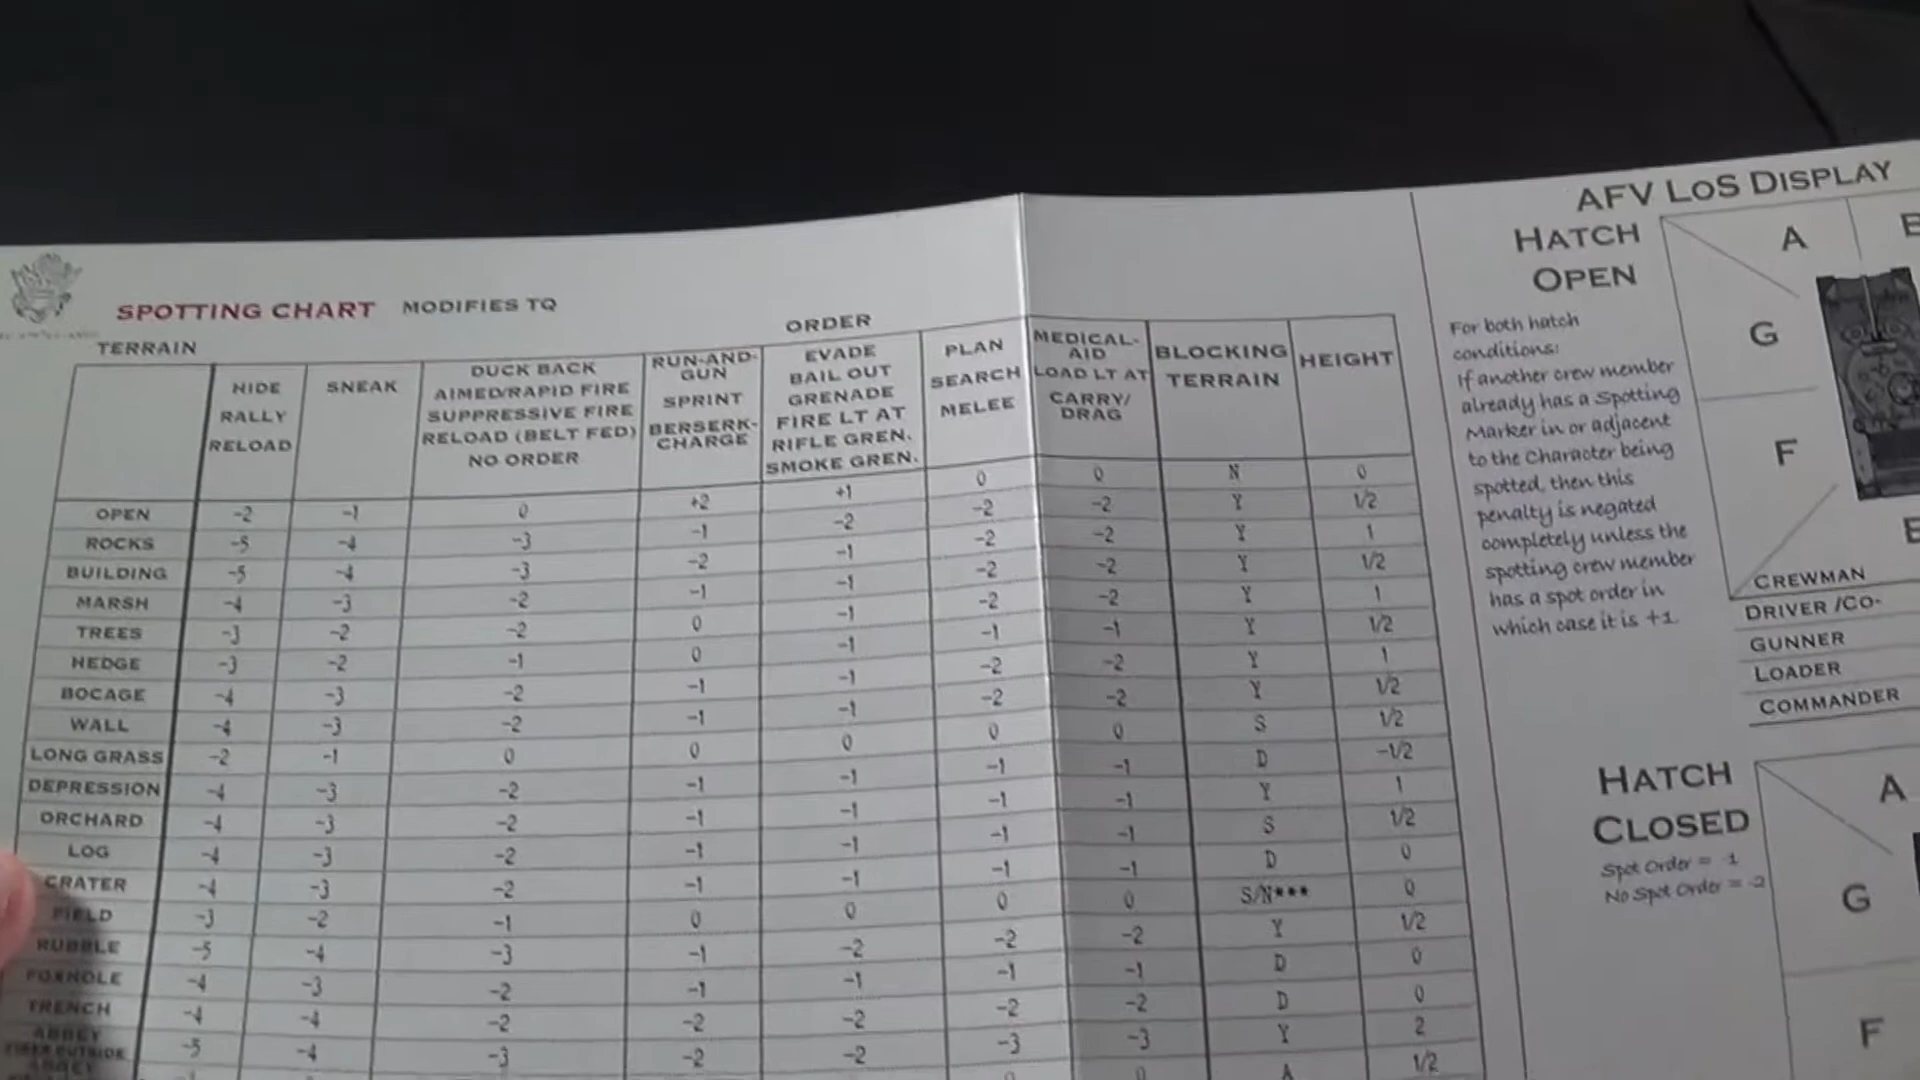 SPOTTING CHART MODIFIES TQ
TERRAIN
ORDER
HIDE
RALLY
RELOAD
SNEAK
DUCK BACK
AIMED/RAPID FIRE
SUPPRESSIVE FIRE
RELOAD (BELT FED)
NO ORDER
RUN-AND-
GUN
SPRINT
BERSERK-
CHARGE
EVADE
BAIL OUT
GRENADE
FIRE LT AT
RIFLE GREN.
SMOKE GREN.
PLAN
SEARCH
MELEE
MEDICAL-
AID
LOAD LT AT
CARRY/
DRAG
BLOCKING
TERRAIN
HEIGHT
OPEN -2 -1 0 +2 +1 0 0 N 0
ROCKS -5 -4 -3 -1 -2 -2 -2 Y 1/2
BUILDING -5 -4 -3 -2 -1 -2 -2 Y 1
MARSH -4 -3 -2 -1 -1 -2 -2 Y 1/2
TREES -3 -2 -2 0 -1 -2 -2 Y 1
HEDGE -3 -2 -1 0 -1 -1 -1 Y 1/2
BOCAGE -4 -3 -2 -1 -1 -2 -2 Y 1
WALL -4 -3 -2 -1 -1 -2 -2 Y 1/2
LONG GRASS -2 -1 0 0 0 0 0 S 1/2
DEPRESSION -4 -3 -2 -1 -1 -1 -1 D -1/2
ORCHARD -4 -3 -2 -1 -1 -1 -1 Y 1
LOG -4 -3 -2 -1 -1 -1 -1 S 1/2
CRATER -4 -3 -2 -1 -1 -1 -1 D 0
FIELD -3 -2 -1 0 0 0 0 S/N*** 0
RUBBLE -5 -4 -3 -1 -2 -2 -2 Y 1/2
FOXHOLE -4 -3 -2 -1 -1 -1 -1 D 0
TRENCH -4 -4 -2 -2 -2 -2 -2 D 0
ABBEY -5 -4 -3 -2 -2 -3 -3 Y 2
1/2
AFV LOS DISPLAY
HATCH
OPEN
For both hatch
conditions:
If another crew member
already has a Spotting
Marker in or adjacent
to the Character being
spotted, then this
penalty is negated
completely unless the
spotting crew member
has a spot order in
which case it is +1.
A
G
F
CREWMAN
DRIVER /CO-
GUNNER
LOADER
COMMANDER
HATCH
CLOSED
Spot Order = -1
No Spot Order = -2
A
G
F